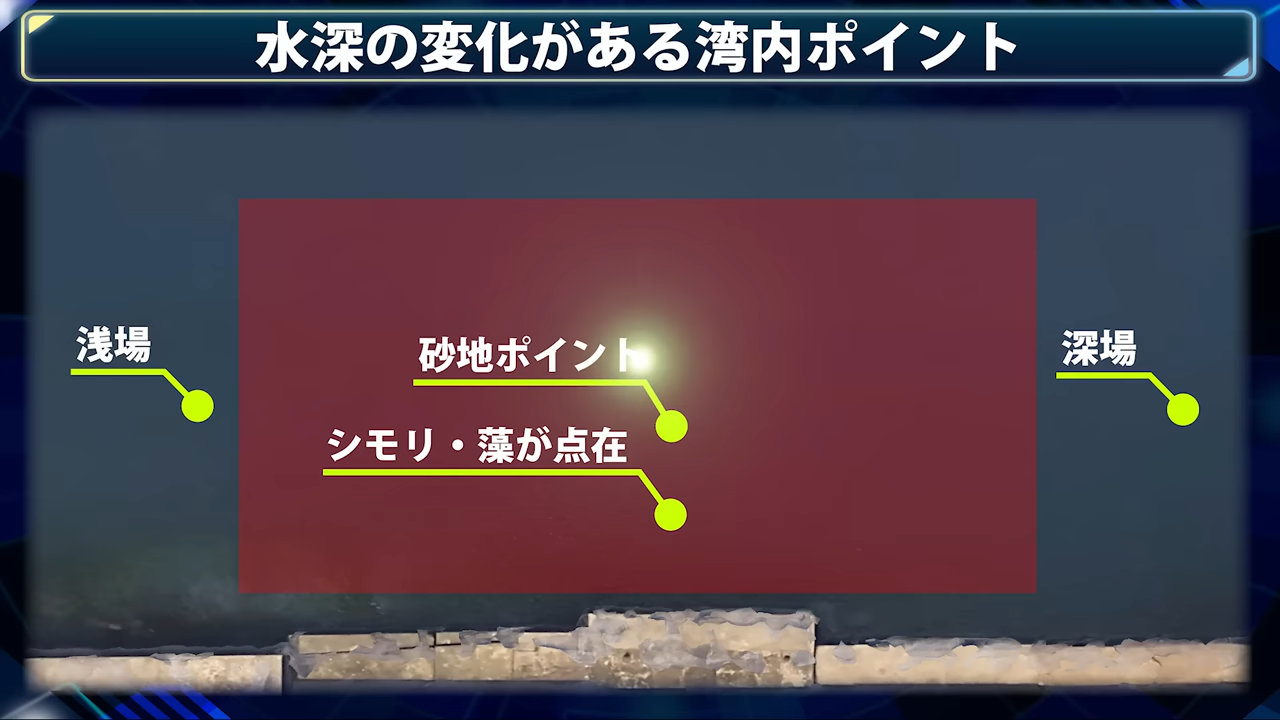 水深の変化がある湾内ポイント
浅場
砂地ポイント
深場
シモリ・藻が点在